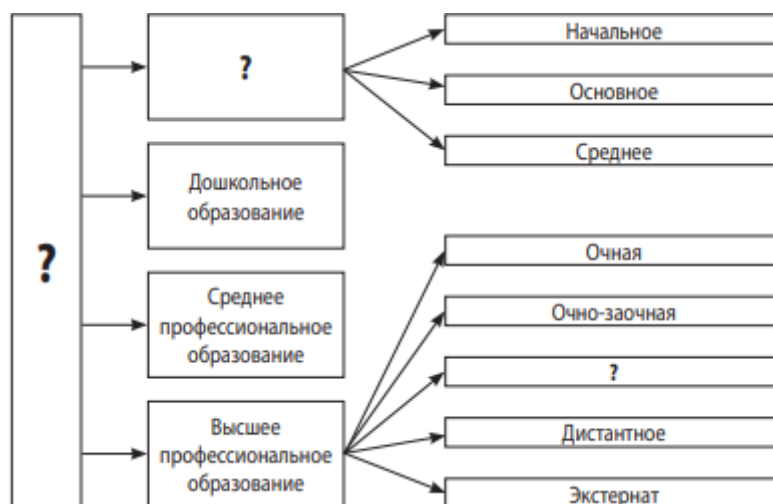 ?
?
Начальное
Основное
Среднее
Дошкольное
образование
Среднее
профессиональное
образование
Высшее
профессиональное
образование
Очная
Очно-заочная
?
Дистантное
Экстернат